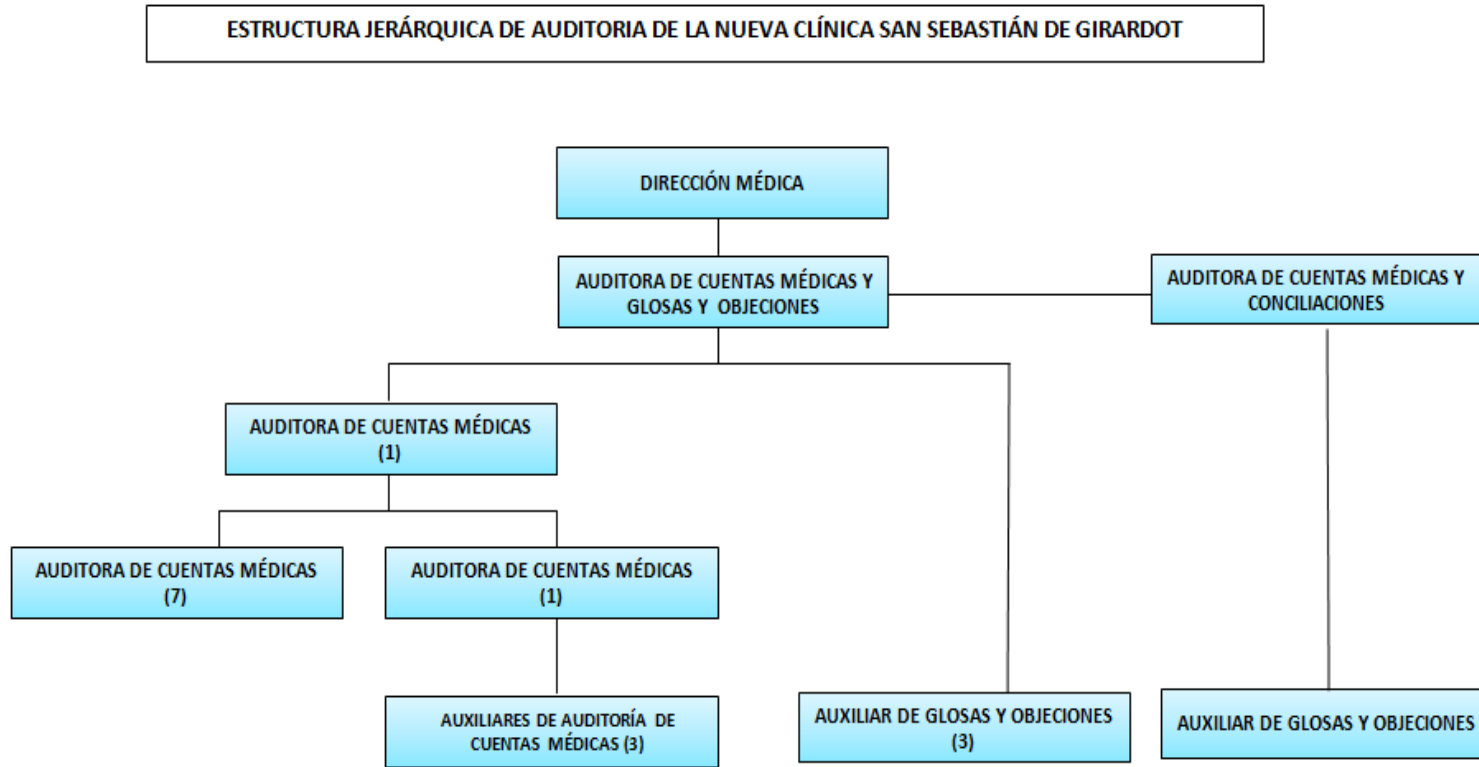 ESTRUCTURA JERÁRQUICA DE AUDITORIA DE LA NUEVA CLÍNICA SAN SEBASTIÁN DE GIRARDOT
DIRECCIÓN MÉDICA
AUDITORA DE CUENTAS MÉDICAS Y
GLOSAS Y OBJECIONES
AUDITORA DE CUENTAS MÉDICAS Y
CONCILIACIONES
AUDITORA DE CUENTAS MÉDICAS
(1)
AUDITORA DE CUENTAS MÉDICAS
(7)
AUDITORA DE CUENTAS MÉDICAS
(1)
AUXILIARES DE AUDITORÍA DE
CUENTAS MÉDICAS (3)
AUXILIAR DE GLOSAS Y OBJECIONES
(3)
AUXILIAR DE GLOSAS Y OBJECIONES